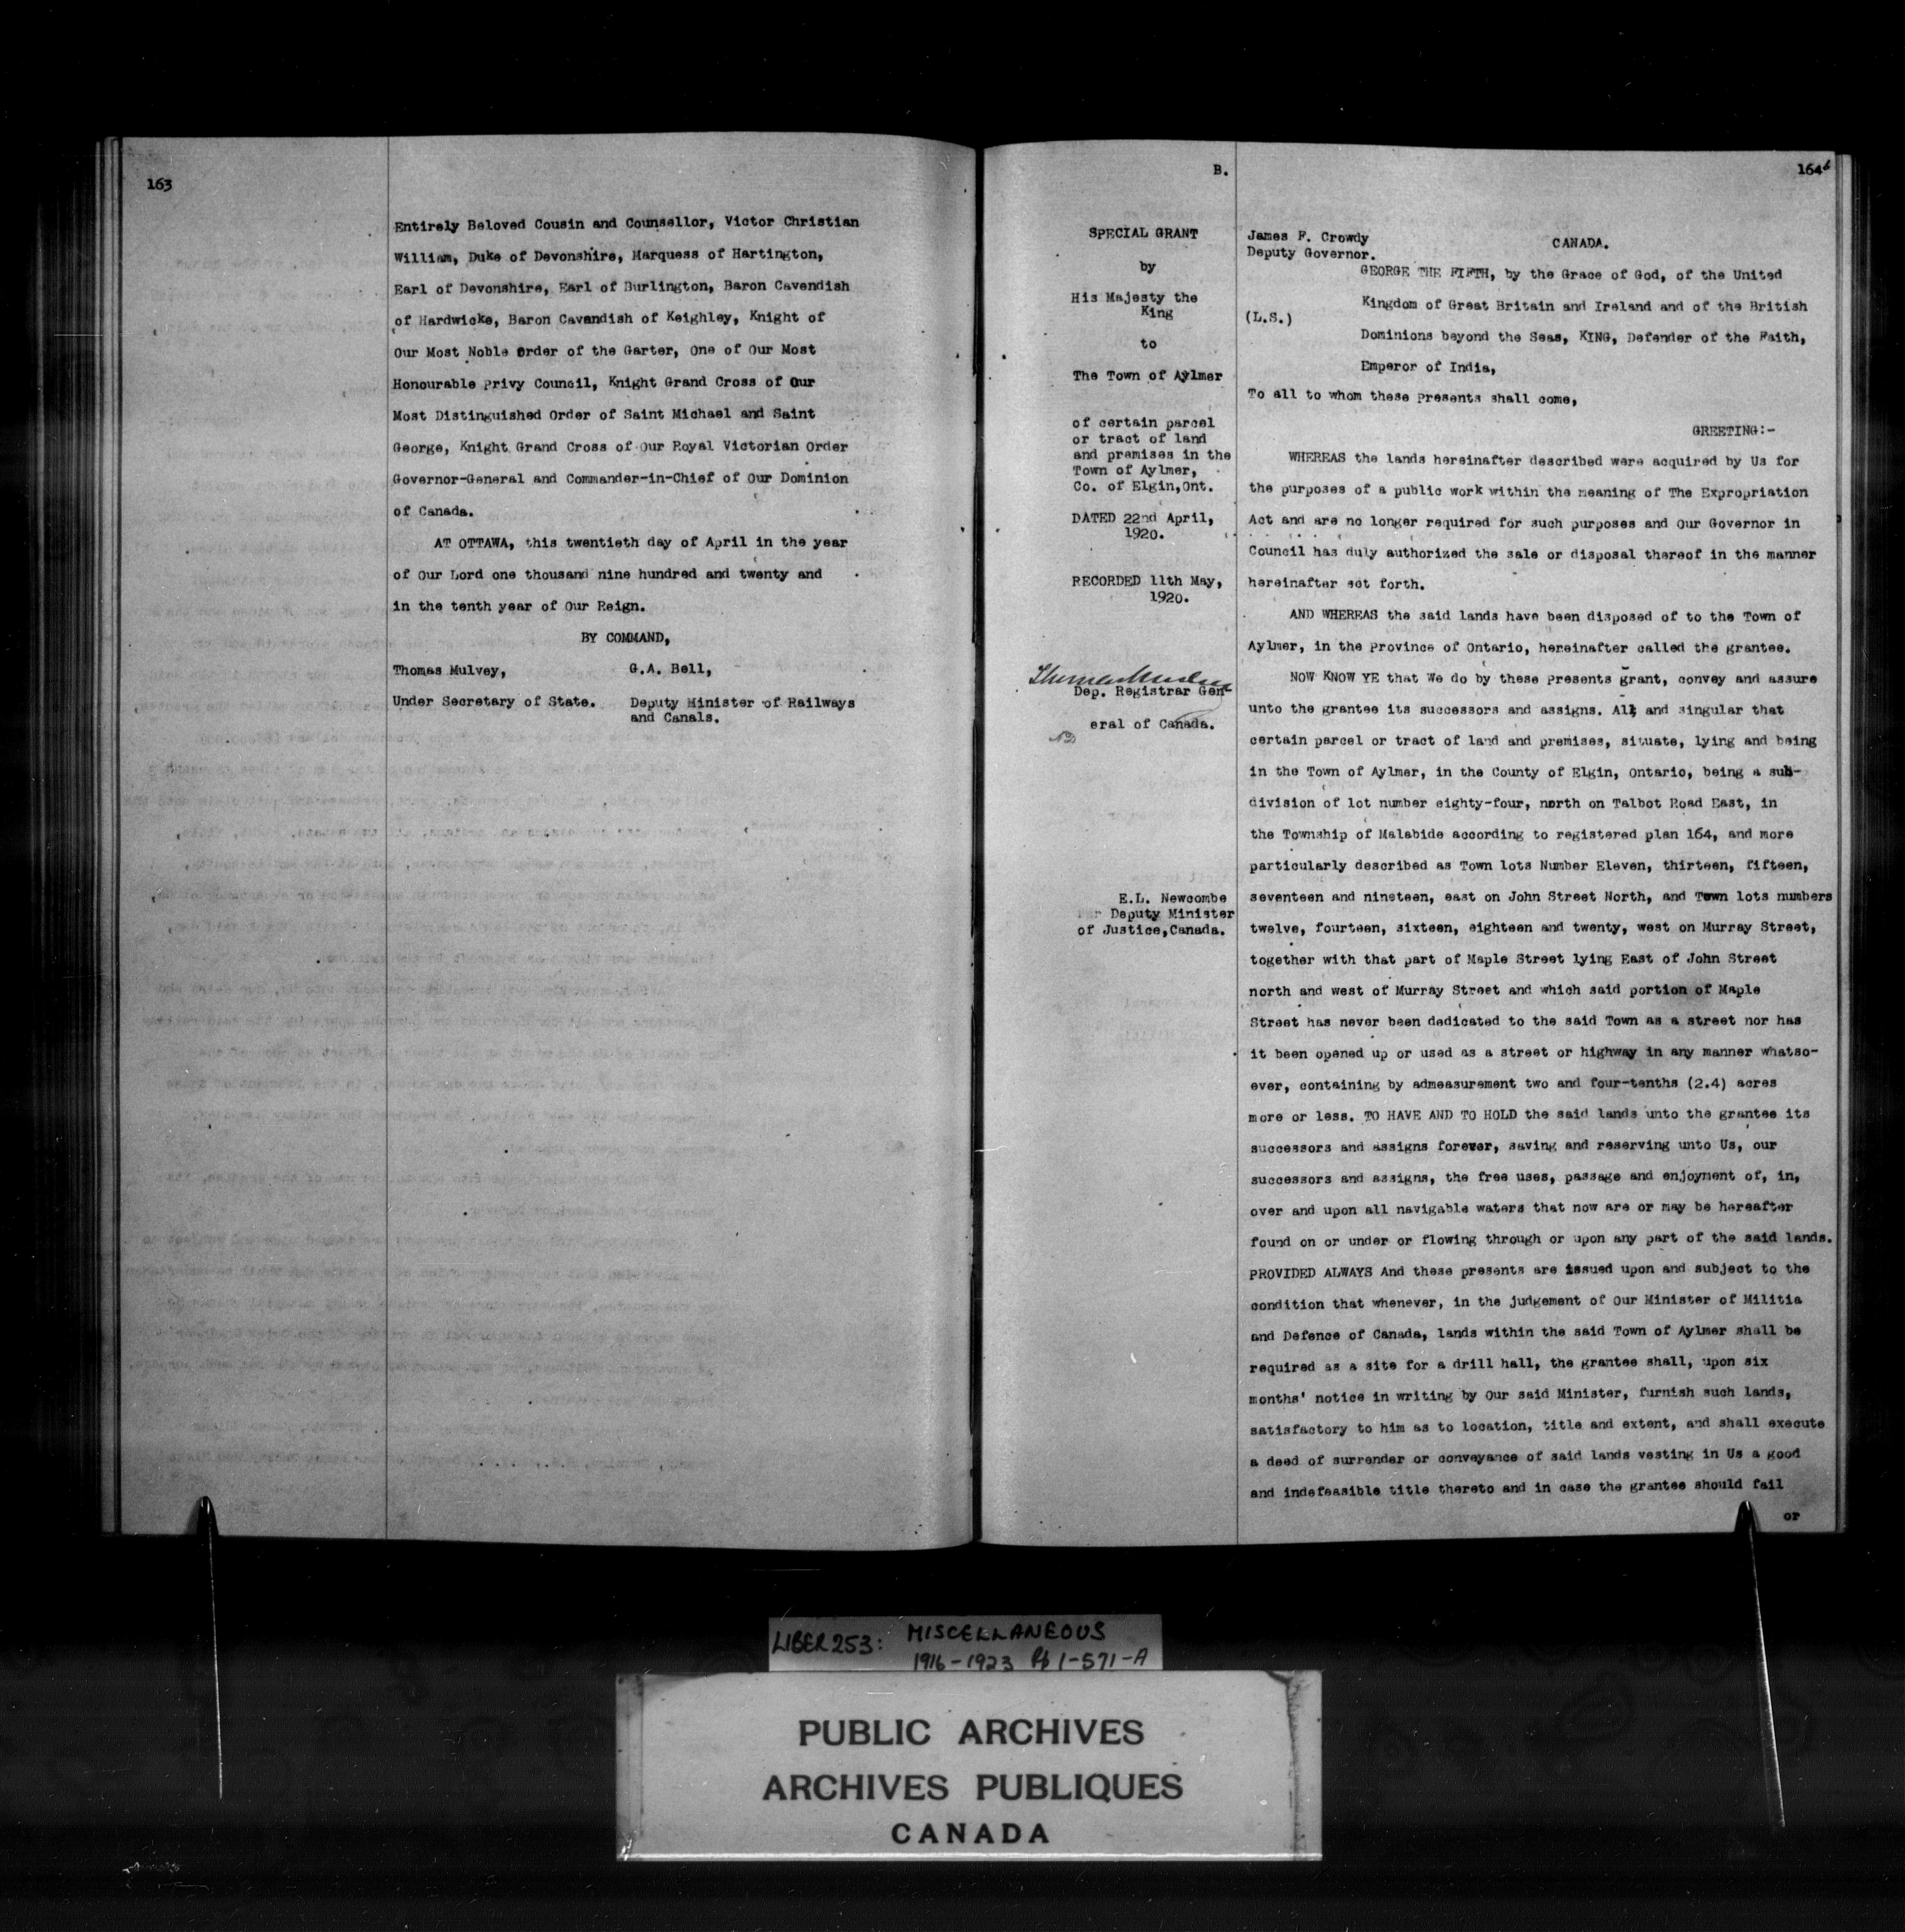 163
Entirely Beloved Cousin and Counsellor, Victor Christian
William, Duke of Devonshire, Marquess of Hartington,
Earl of Devonshire, Earl of Burlington, Baron Cavendish
of Hardwicke, Baron Cavandish of Keighley, Knight of
Our Most Noble Order of the Garter, One of Our Most
Honourable Privy Council, Knight Grand Cross of Our
Most Distinguished Order of Saint Michael and Saint
George, Knight Grand Cross of Our Royal Victorian Order
Governor-General and Commander-in-Chief of Our Dominion
of Canada.
AT OTTAWA, this twentieth day of April in the year
of Our Lord one thousand nine hundred and twenty and
in the tenth year of Our Reign.
BY COMMAND,
Thomas Mulvey, G.A. Bell,
Under Secretary of State. Deputy Minister of Railways
and Canals.
B.
164b
SPECIAL GRANT
by
His Majesty the
King
to
The Town of Aylmer
of certain parcel
or tract of land
and premises in the
Town of Aylmer,
Co. of Elgin,Ont.
DATED 22nd April,
1920.
RECORDED 11th May,
1920.
Thomas Mulvey
Dep. Registrar Gen-
eral of Canada.
E.L. Newcombe
Deputy Minister
of Justice,Canada.
James F. Crowdy
Deputy Governor.
CANADA.
(L.S.)
GEORGE THE FIFTH, by the Grace of God, of the United
Kingdom of Great Britain and Ireland and of the British
Dominions beyond the Seas, KING, Defender of the Faith,
Emperor of India,
To all to whom these Presents shall come,
GREETING:-
WHEREAS the lands hereinafter described were acquired by Us for
the purposes of a public work within the meaning of The Expropriation
Act and are no longer required for such purposes and Our Governor in
Council has duly authorized the sale or disposal thereof in the manner
hereinafter set forth.
AND WHEREAS the said lands have been disposed of to the Town of
Aylmer, in the Province of Ontario, hereinafter called the grantee.
NOW KNOW YE that We do by these Presents grant, convey and assure
unto the grantee its successors and assigns. All and singular that
certain parcel or tract of land and premises, situate, lying and being
in the Town of Aylmer, in the County of Elgin, Ontario, being a sub-
division of lot number eighty-four, north on Talbot Road East, in
the Township of Malabide according to registered plan 164, and more
particularly described as Town lots Number Eleven, thirteen, fifteen,
seventeen and nineteen, east on John Street North, and Town lots numbers
twelve, fourteen, sixteen, eighteen and twenty, west on Murray Street,
together with that part of Maple Street lying East of John Street
north and west of Murray Street and which said portion of Maple
Street has never been dedicated to the said Town as a street nor has
it been opened up or used as a street or highway in any manner whatso-
ever, containing by admeasurement two and four-tenths (2.4) acres
more or less. TO HAVE AND TO HOLD the said lands unto the grantee its
successors and assigns forever, saving and reserving unto Us, our
successors and assigns, the free uses, passage and enjoyment of, in,
over and upon all navigable waters that now are or may be hereafter
found on or under or flowing through or upon any part of the said lands.
PROVIDED ALWAYS And these presents are issued upon and subject to the
condition that whenever, in the judgement of Our Minister of Militia
and Defence of Canada, lands within the said Town of Aylmer shall be
required as a site for a drill hall, the grantee shall, upon six
months' notice in writing by Our said Minister, furnish such lands,
satisfactory to him as to location, title and extent, and shall execute
a deed of surrender or conveyance of said lands vesting in Us a good
and indefeasible title thereto and in case the grantee should fail
or
LIBER 253: MISCELLANEOUS
1916-1923 Pp 1-571-A
PUBLIC ARCHIVES
ARCHIVES PUBLIQUES
CANADA